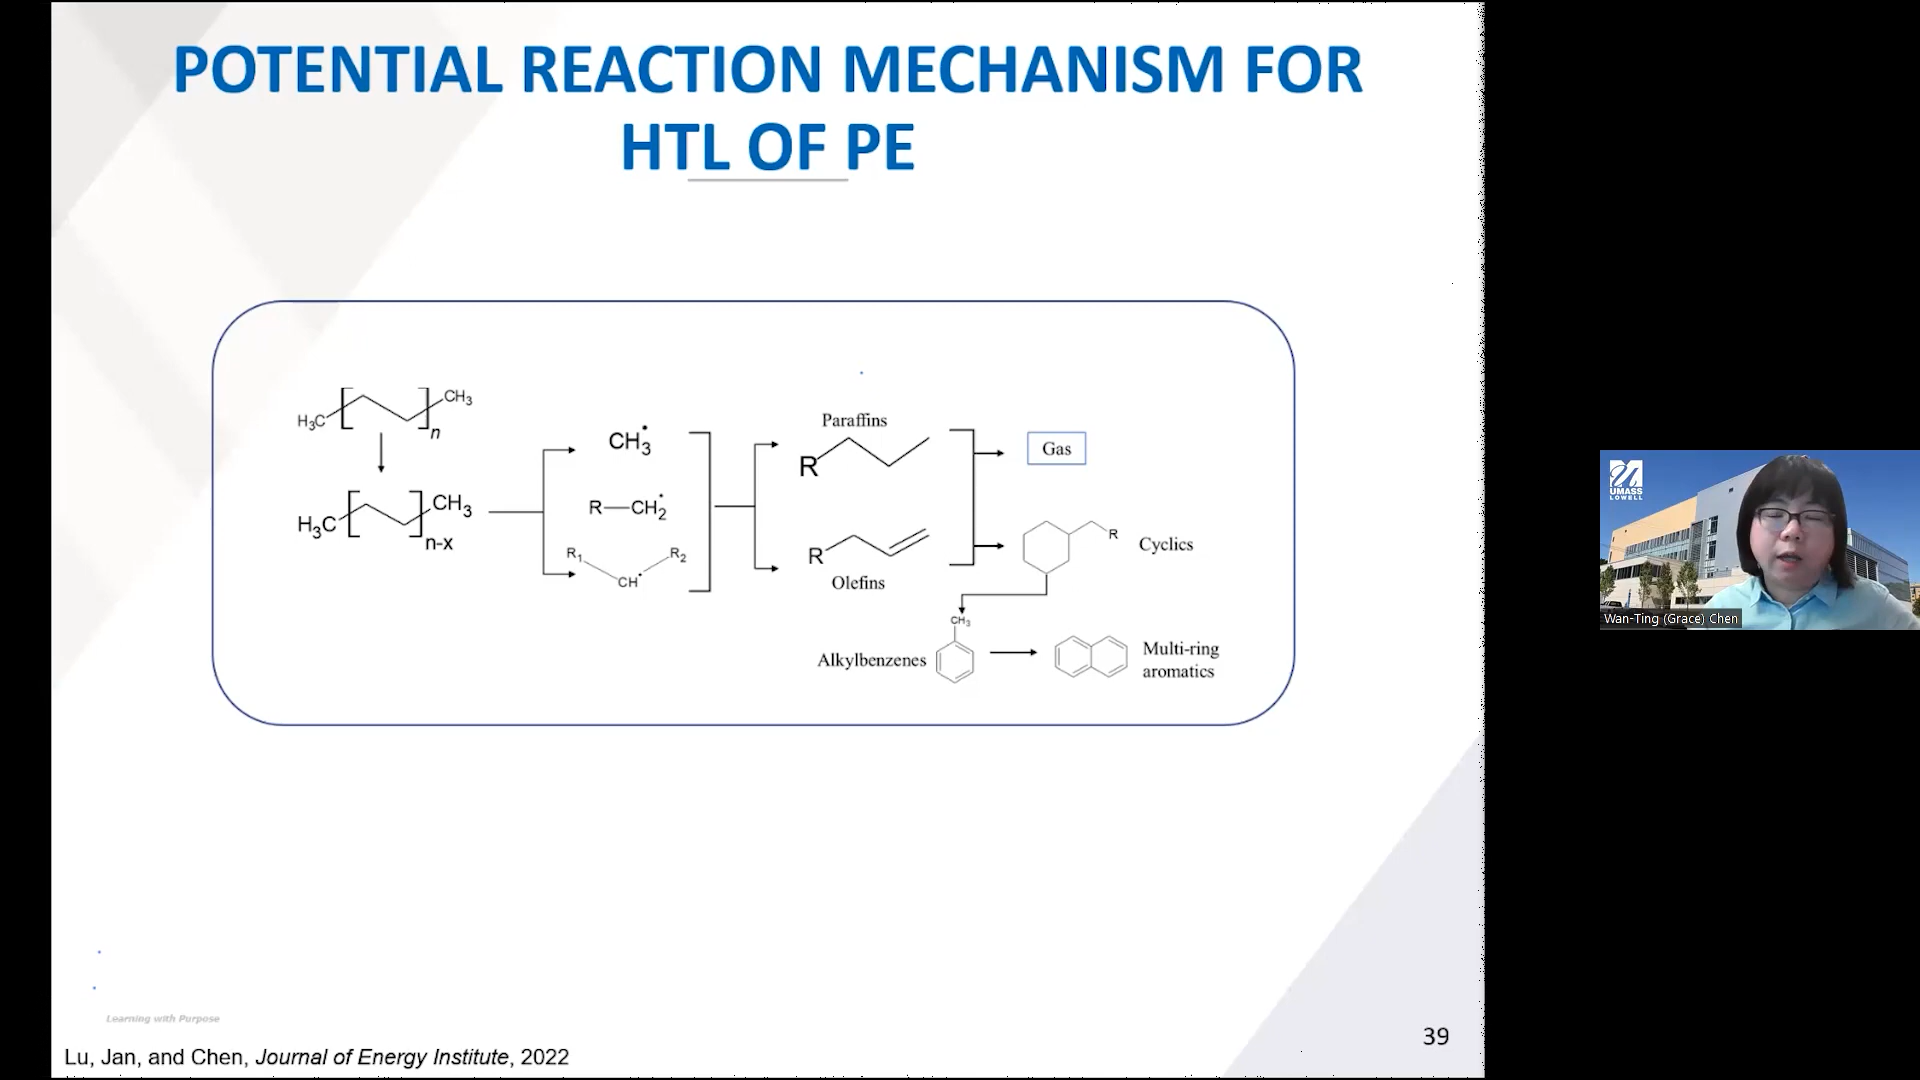 POTENTIAL REACTION MECHANISM FOR
HTL OF PE
H₃C
CH₃
n
H₃C
CH₃
n-x
CH₃•
R—CH₂•
R₁
R₂
CH•
Paraffins
R
R
Olefins
Gas
R
Cyclics
CH₃
Alkylbenzenes
Multi-ring
aromatics
UMASS
LOWELL
Wan-Ting (Grace) Chen
Learning with Purpose
39
Lu, Jan, and Chen, Journal of Energy Institute, 2022